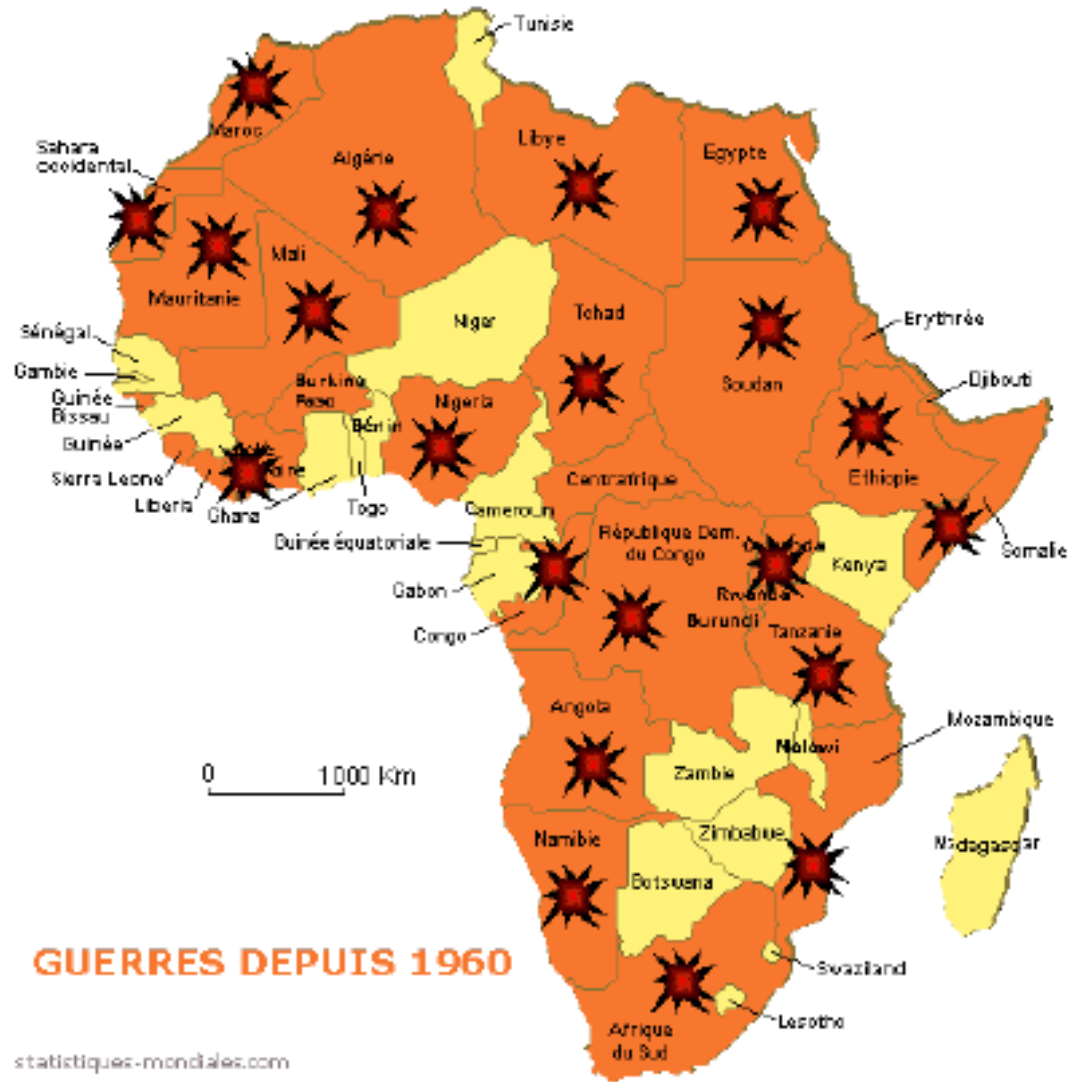 Tunisie
Maroc
Sahara
occidental
Algérie
Libye
Egypte
Mali
Mauritanie
Niger
Tchad
Erythrée
Sénégal
Gambie
Guinée
Bissau
Guinée
Sierra Leone
Liberia
Ghana
Togo
Burkina
Faso
Bénin
Nigeria
Soudan
Djibouti
Ethiopie
Somalie
Centrafrique
Cameroun
Guinée équatoriale
Gabon
Congo
République Dem.
du Congo
Kenya
Rwanda
Burundi
Tanzanie
Angola
Mozambique
Malawi
Zambie
0 1000 Km
Namibie
Zimbabwe
Botswana
Madagascar
GUERRES DEPUIS 1960
Swaziland
Lesotho
Afrique
du Sud
statistiques-mondiales.com